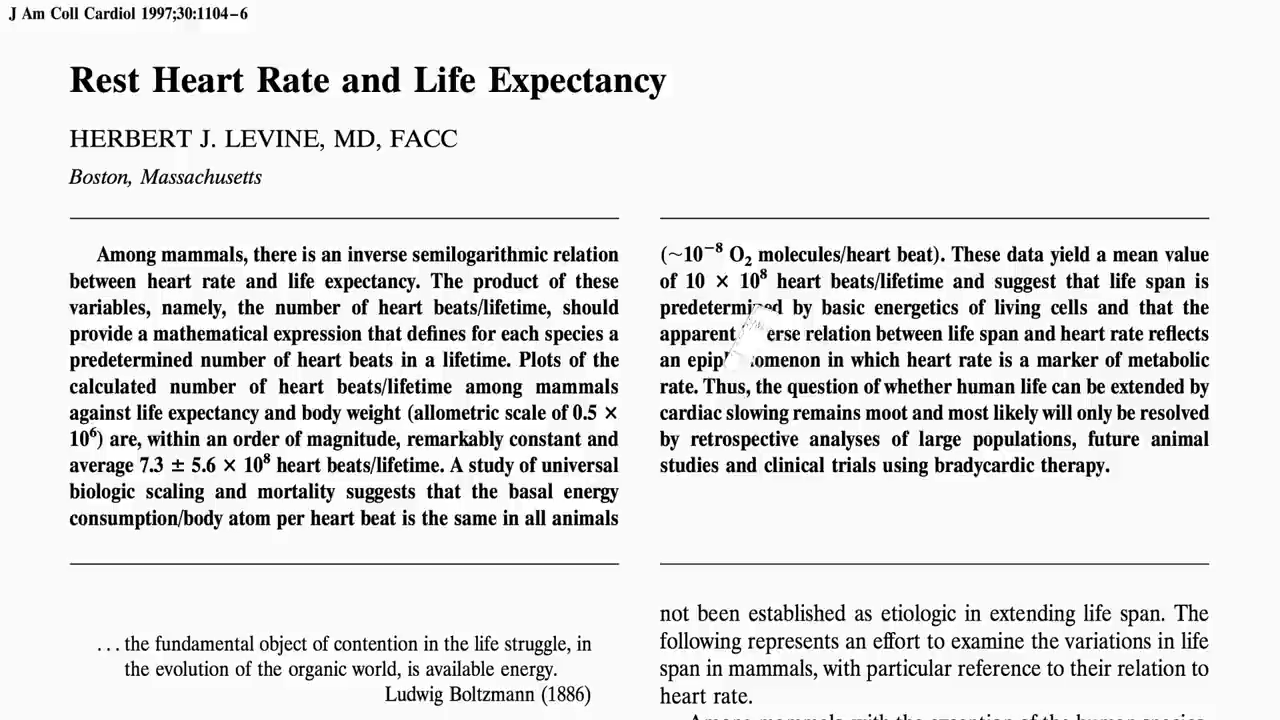 J Am Coll Cardiol 1997;30:1104–6
Rest Heart Rate and Life Expectancy
HERBERT J. LEVINE, MD, FACC
Boston, Massachusetts
Among mammals, there is an inverse semilogarithmic relation
between heart rate and life expectancy. The product of these
variables, namely, the number of heart beats/lifetime, should
provide a mathematical expression that defines for each species a
predetermined number of heart beats in a lifetime. Plots of the
calculated number of heart beats/lifetime among mammals
against life expectancy and body weight (allometric scale of 0.5 ×
10⁶) are, within an order of magnitude, remarkably constant and
average 7.3 ± 5.6 × 10⁸ heart beats/lifetime. A study of universal
biologic scaling and mortality suggests that the basal energy
consumption/body atom per heart beat is the same in all animals
(~10⁻⁸ O₂ molecules/heart beat). These data yield a mean value
of 10 × 10⁸ heart beats/lifetime and suggest that life span is
predetermined by basic energetics of living cells and that the
apparent erse relation between life span and heart rate reflects
an epip omenon in which heart rate is a marker of metabolic
rate. Thus, the question of whether human life can be extended by
cardiac slowing remains moot and most likely will only be resolved
by retrospective analyses of large populations, future animal
studies and clinical trials using bradycardic therapy.
... the fundamental object of contention in the life struggle, in
the evolution of the organic world, is available energy.
Ludwig Boltzmann (1886)
not been established as etiologic in extending life span. The
following represents an effort to examine the variations in life
span in mammals, with particular reference to their relation to
heart rate.
Among mammals, with the exception of the human species,